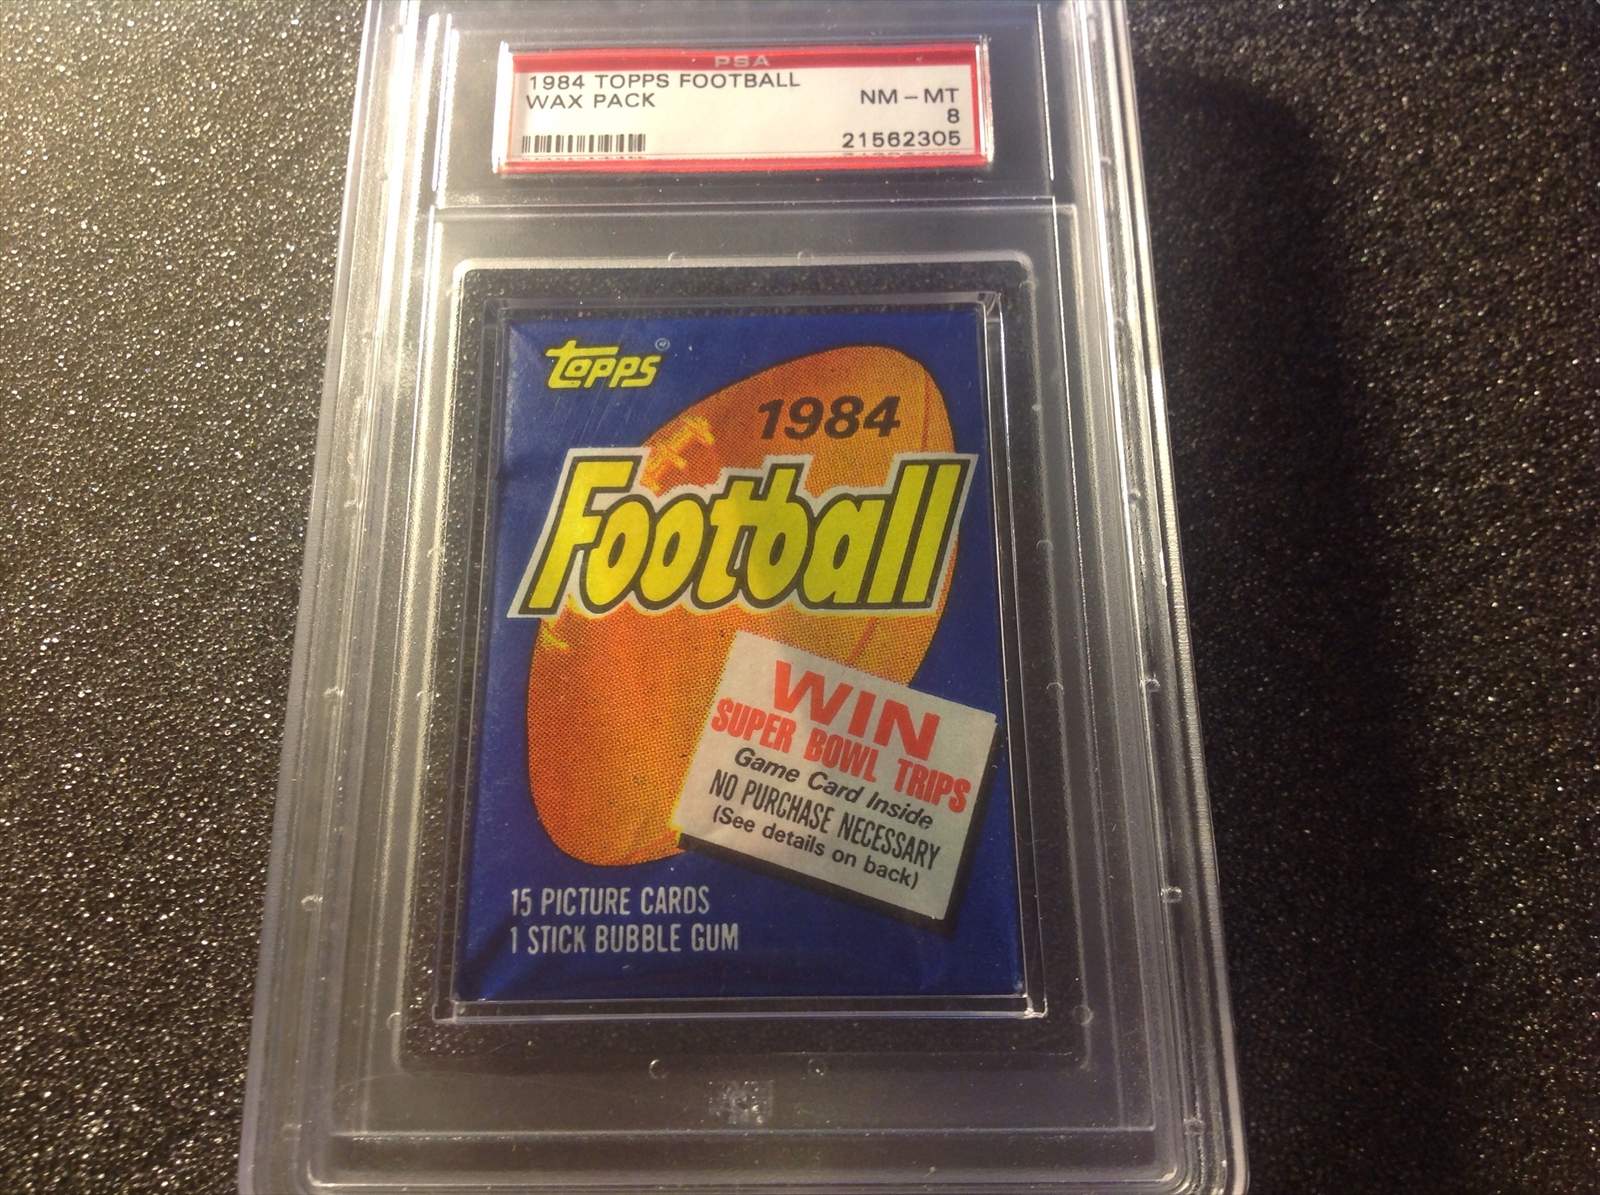 PSA
1984 TOPPS FOOTBALL
WAX PACK
NM - MT
8
21562305
topps
1984
Football
WIN
SUPER BOWL TRIPS
Game Card Inside
NO PURCHASE NECESSARY
(See details on back)
15 PICTURE CARDS
1 STICK BUBBLE GUM